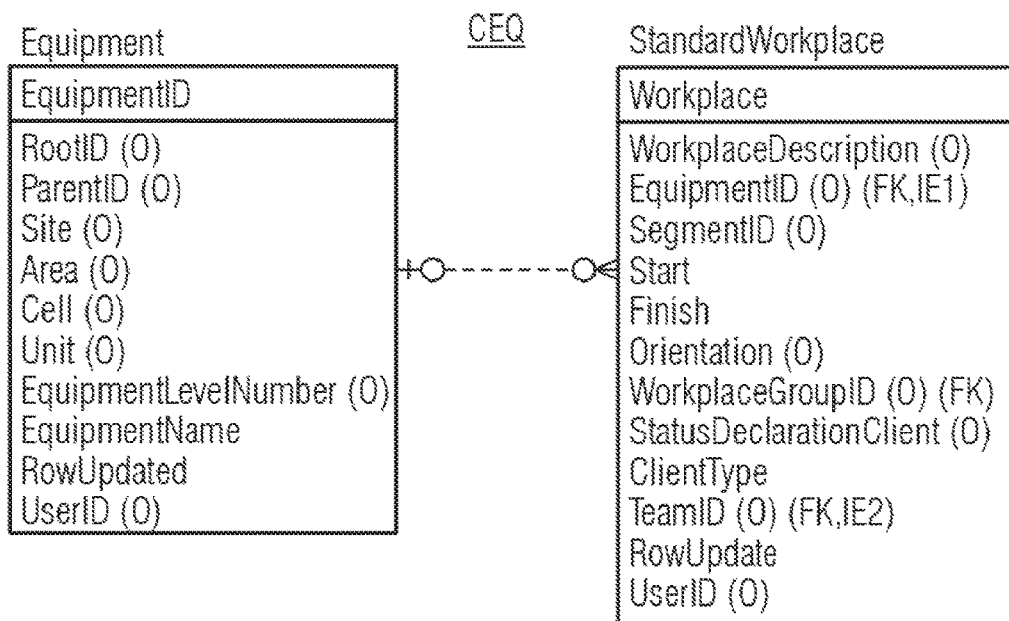 CEQ
Equipment
EquipmentID
RootID (O)
ParentID (O)
Site (O)
Area (O)
Cell (O)
Unit (O)
EquipmentLevelNumber (O)
EquipmentName
RowUpdated
UserID (O)
StandardWorkplace
Workplace
WorkplaceDescription (O)
EquipmentID (O) (FK,IE1)
SegmentID (O)
Start
Finish
Orientation (O)
WorkplaceGroupID (O) (FK)
StatusDeclarationClient (O)
ClientType
TeamID (O) (FK,IE2)
RowUpdate
UserID (O)